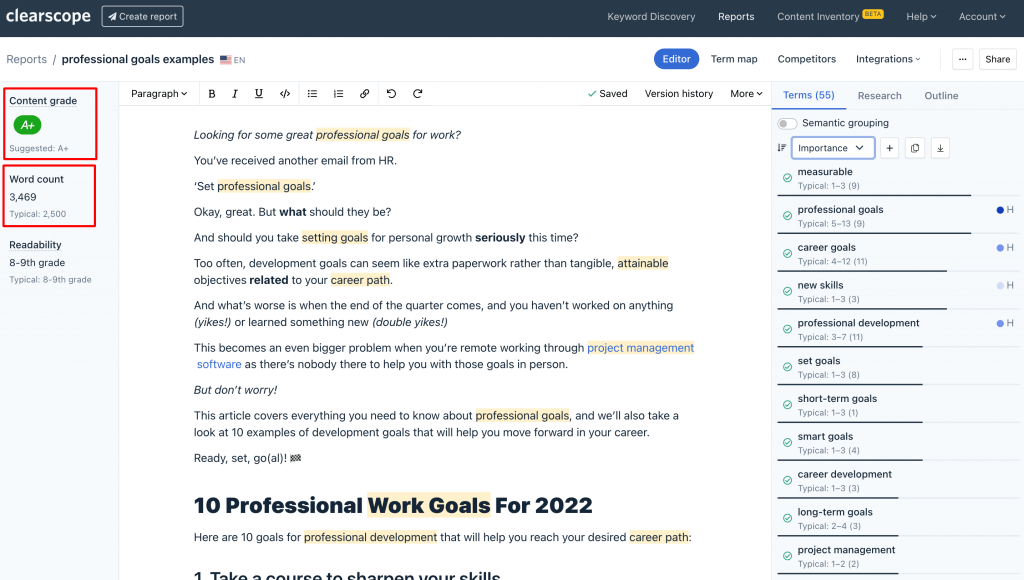 clearscope
Create report
Keyword Discovery
Reports
Content Inventory BETA
Help
Account
Reports / professional goals examples EN
Editor
Term map
Competitors
Integrations
...
Share
Content grade
A+
Suggested: A+
Word count
3,469
Typical: 2,500
Readability
8-9th grade
Typical: 8-9th grade
Paragraph
B I U </>
Saved
Version history
More
Looking for some great professional goals for work?
You’ve received another email from HR.
‘Set professional goals.’
Okay, great. But what should they be?
And should you take setting goals for personal growth seriously this time?
Too often, development goals can seem like extra paperwork rather than tangible, attainable
objectives related to your career path.
And what’s worse is when the end of the quarter comes, and you haven’t worked on anything
(yikes!) or learned something new (double yikes!)
This becomes an even bigger problem when you’re remote working through project management
software as there’s nobody there to help you with those goals in person.
But don’t worry!
This article covers everything you need to know about professional goals, and we’ll also take a
look at 10 examples of development goals that will help you move forward in your career.
Ready, set, go(al)! 🏁
10 Professional Work Goals For 2022
Here are 10 goals for professional development that will help you reach your desired career path:
1. Take a course to sharpen your skills
Terms (55)
Research
Outline
Semantic grouping
Importance
+
measurable
Typical: 1–3 (9)
professional goals
H
Typical: 5–13 (9)
career goals
H
Typical: 4–12 (11)
new skills
H
Typical: 1–3 (3)
professional development
H
Typical: 3–7 (11)
set goals
Typical: 1–3 (8)
short-term goals
Typical: 1–3 (1)
smart goals
Typical: 1–3 (4)
career development
Typical: 1–3 (3)
long-term goals
Typical: 2–4 (3)
project management
Typical: 1–2 (2)